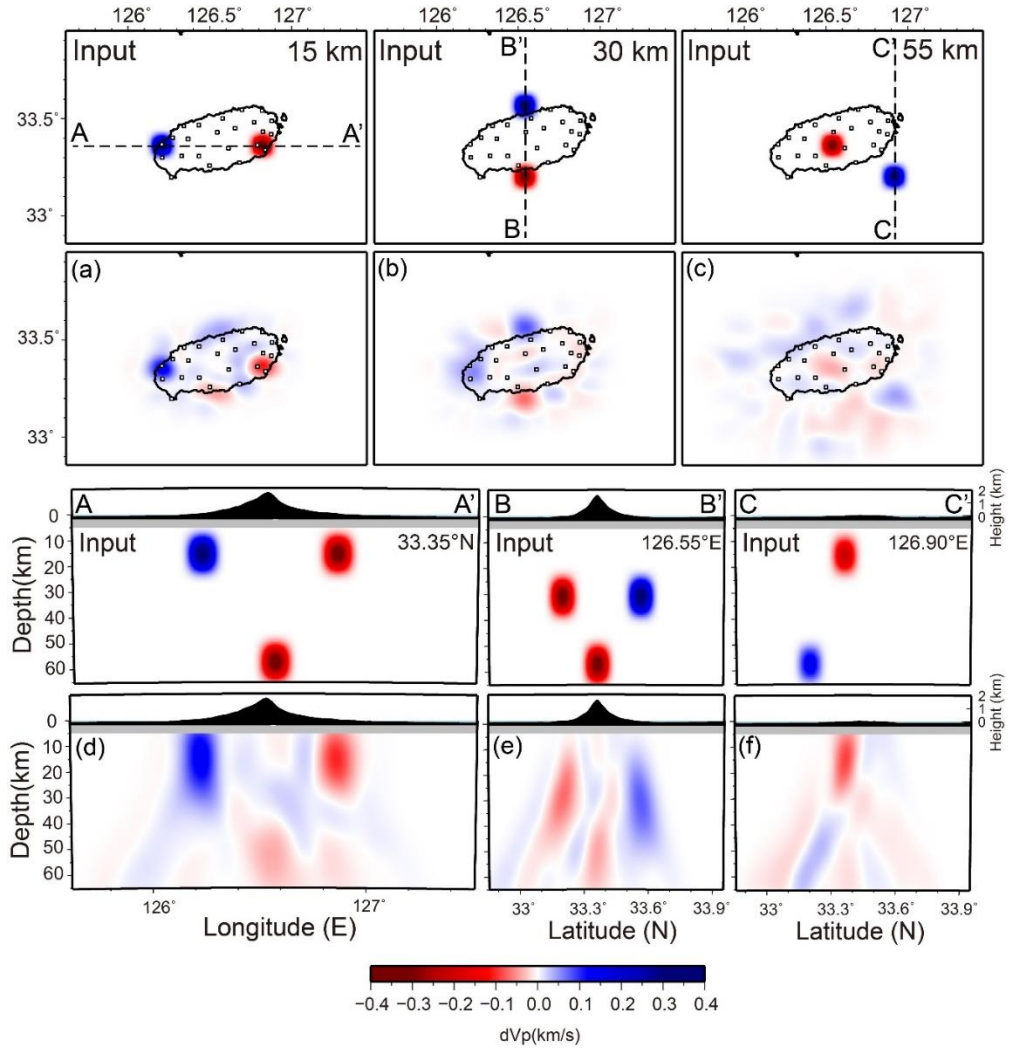 126° 126.5° 127° 126° 126.5° 127° 126° 126.5° 127°
Input 15 km
A A'
33.5°
33°
Input 30 km
B'
B
Input 55 km
C'
C
(a) (b) (c)
33.5°
33°
A A'
0
Input 33.35°N
10
20
30
40
50
60
Depth(km)
B B'
Input 126.55°E
C C'
2
1
0
Height (km)
Input 126.90°E
0
(d)
10
20
30
40
50
60
Depth(km)
126° 127°
Longitude (E)
(e)
33° 33.3° 33.6° 33.9°
Latitude (N)
2
1
0
Height (km)
(f)
33° 33.3° 33.6° 33.9°
Latitude (N)
−0.4 −0.3 −0.2 −0.1 0.0 0.1 0.2 0.3 0.4
dVp(km/s)